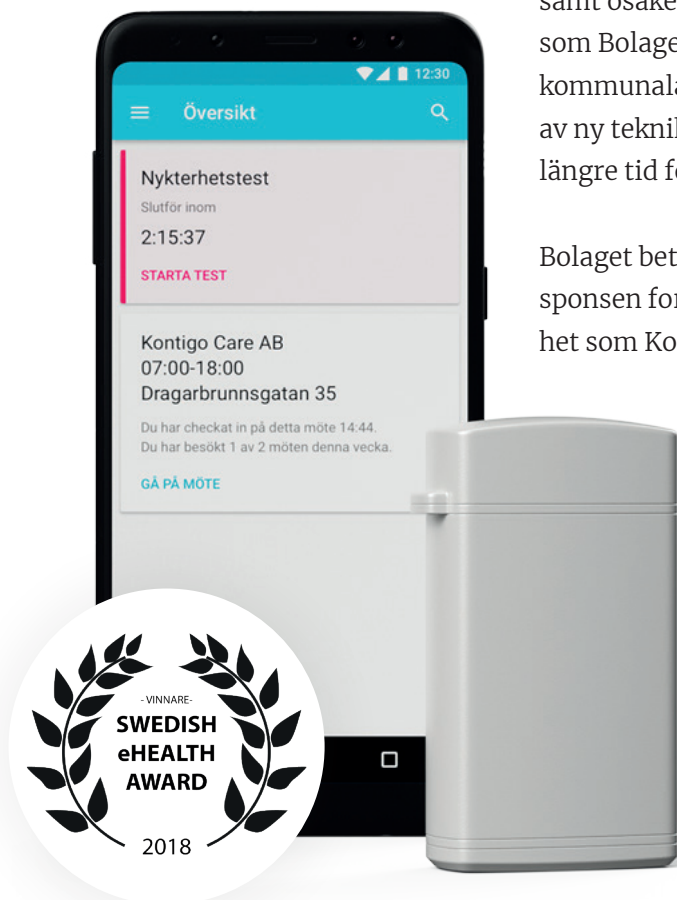 samt osäke
som Bolage
kommunala
av ny teknik
längre tid fö
Bolaget bet
sponsen for
het som Ko
12:30
Översikt
Nykterhetstest
Slutför inom
2:15:37
STARTA TEST
Kontigo Care AB
07:00-18:00
Dragarbrunnsgatan 35
Du har checkat in på detta möte 14:44.
Du har besökt 1 av 2 möten denna vecka.
GÅ PÅ MÖTE
- VINNARE-
SWEDISH
eHEALTH
AWARD
2018